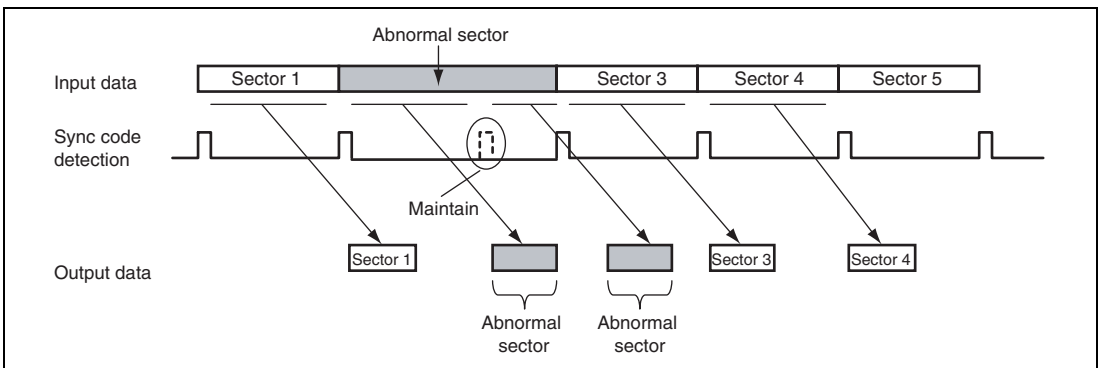 Abnormal sector
Input data
Sector 1
Sector 3
Sector 4
Sector 5
Sync code
detection
Maintain
Output data
Sector 1
Sector 3
Sector 4
Abnormal
sector
Abnormal
sector